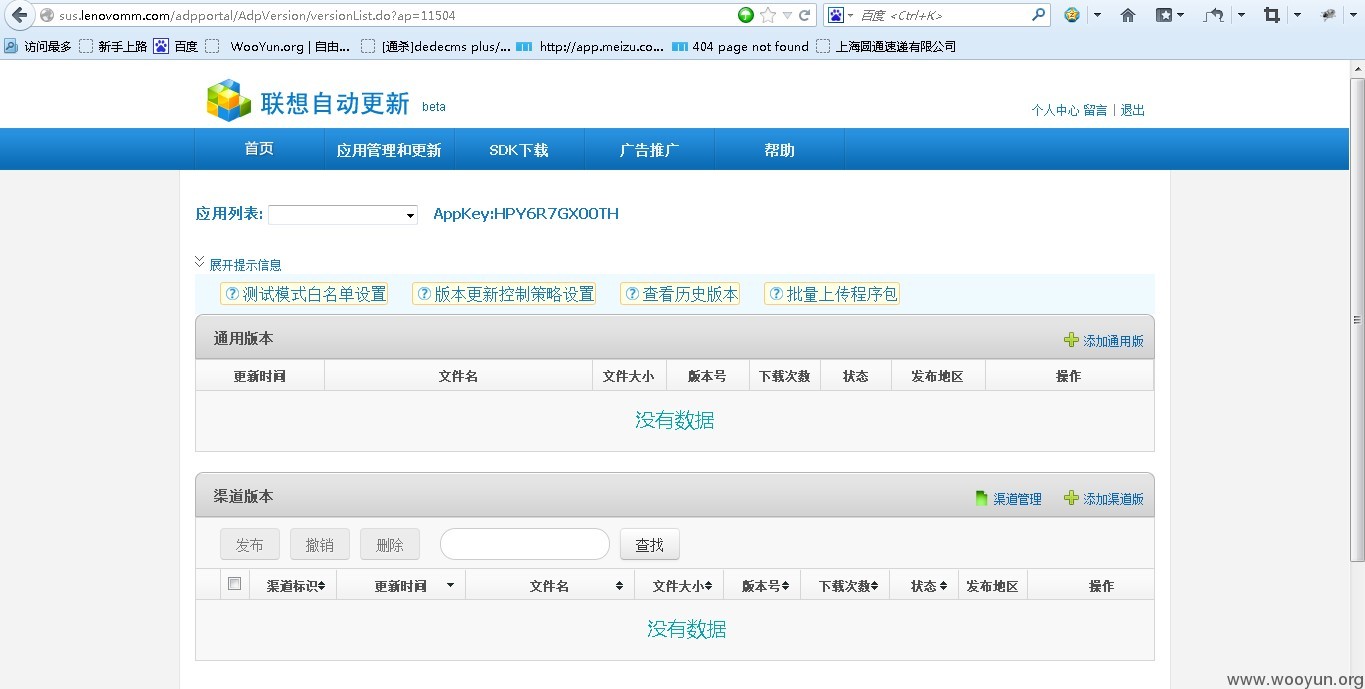 sus.lenovomm.com/adpportal/AdpVersion/versionList.do?ap=11504 百度 <Ctrl+K>
访问最多 新手上路 百度 WooYun.org | 自由... [通杀]dedecms plus/... http://app.meizu.co... 404 page not found 上海圆通速递有限公司
联想自动更新 beta
个人中心 留言 | 退出
首页 应用管理和更新 SDK下载 广告推广 帮助
应用列表: AppKey:HPY6R7GX00TH
展开提示信息
测试模式白名单设置 版本更新控制策略设置 查看历史版本 批量上传程序包
通用版本 添加通用版
更新时间 文件名 文件大小 版本号 下载次数 状态 发布地区 操作
没有数据
渠道版本 渠道管理 添加渠道版
发布 撤销 删除 查找
渠道标识 更新时间 文件名 文件大小 版本号 下载次数 状态 发布地区 操作
没有数据
www.wooyun.org